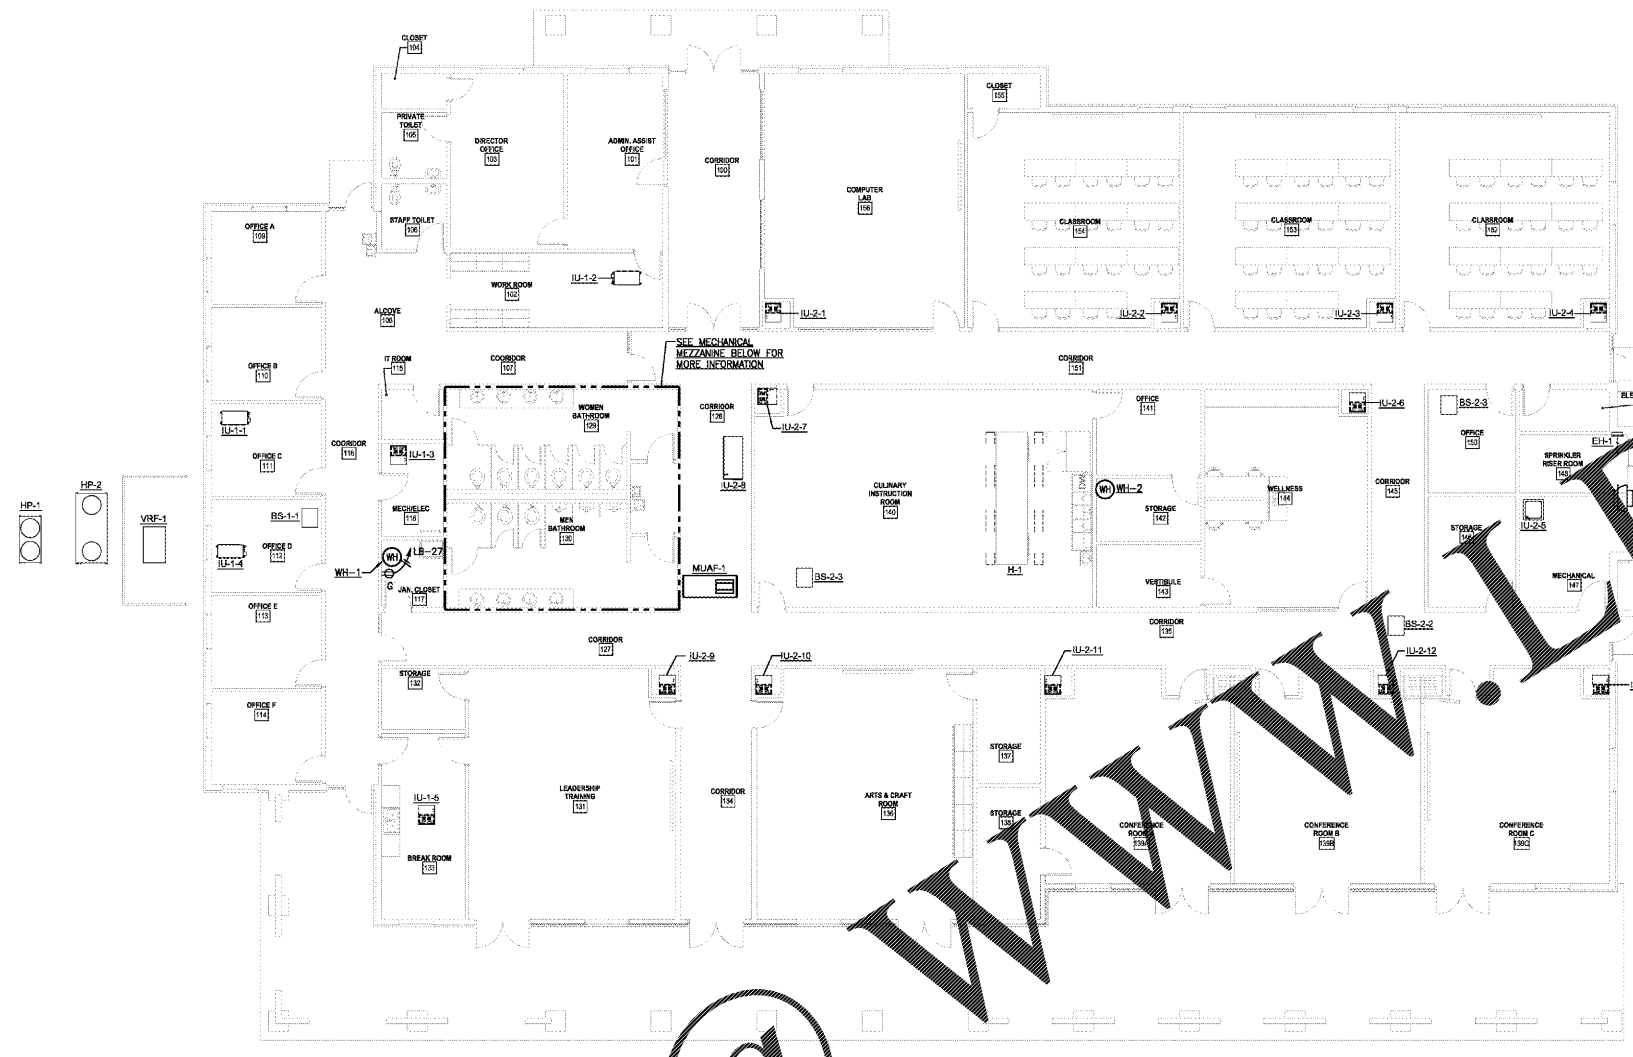 CLOSET
104
PRIVATE
TOILET
105
DIRECTOR
OFFICE
103
ADMIN. ASSIST
OFFICE
101
CORRIDOR
100
COMPUTER
LAB
156
CLOSET
155
CLASSROOM
154
CLASSROOM
153
CLASSROOM
152
OFFICE A
109
STAFF TOILET
106
WORK ROOM
102
IU-1-2
ALCOVE
108
IU-2-1
IU-2-2
IU-2-3
IU-2-4
SEE MECHANICAL
MEZZANINE BELOW FOR
MORE INFORMATION
OFFICE B
110
IT ROOM
115
COORIDOR
107
CORRIDOR
151
IU-1-1
OFFICE C
111
COORIDOR
116
IU-1-3
WOMEN
BATHROOM
129
CORRIDOR
128
IU-2-7
IU-2-8
OFFICE
141
IU-2-6
BS-2-3
OFFICE
150
EH-1
SPRINKLER
RISER ROOM
148
HP-1
HP-2
VRF-1
BS-1-1
IU-1-4
OFFICE D
112
MECH/ELEC
118
MEN
BATHROOM
130
CULINARY
INSTRUCTION
ROOM
140
WH
WH-2
STORAGE
142
WELLNESS
144
CORRIDOR
145
IU-2-5
STORAGE
WH
LB-27
WH-1
G
JAN. CLOSET
117
MUAF-1
BS-2-3
H-1
VESTIBULE
143
MECHANICAL
147
OFFICE E
113
CORRIDOR
127
CORRIDOR
135
BS-2-2
OFFICE F
114
STORAGE
132
IU-2-9
IU-2-10
IU-2-11
IU-2-12
STORAGE
137
LEADERSHIP
TRAINING
131
CORRIDOR
134
ARTS & CRAFT
ROOM
136
IU-1-5
BREAK ROOM
133
STORAGE
138
139A
CONFERENCE
ROOM B
139B
CONFERENCE
ROOM C
139C
WWW.L